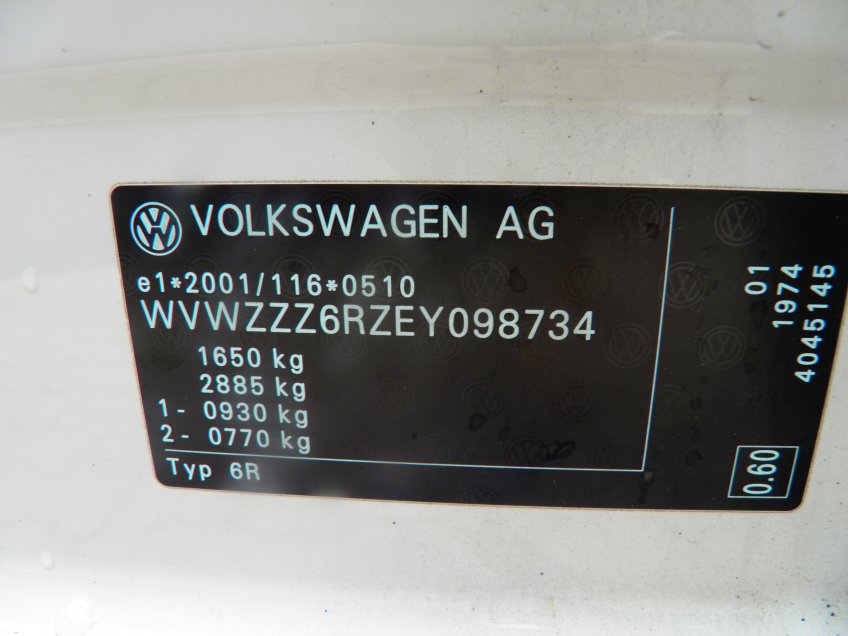 VOLKSWAGEN AG
e1*2001/116*0510
WVWZZZ6RZEY098734
1650 kg
2885 kg
1- 0930 kg
2- 0770 kg
Typ 6R
01
1974
4045145
0.60